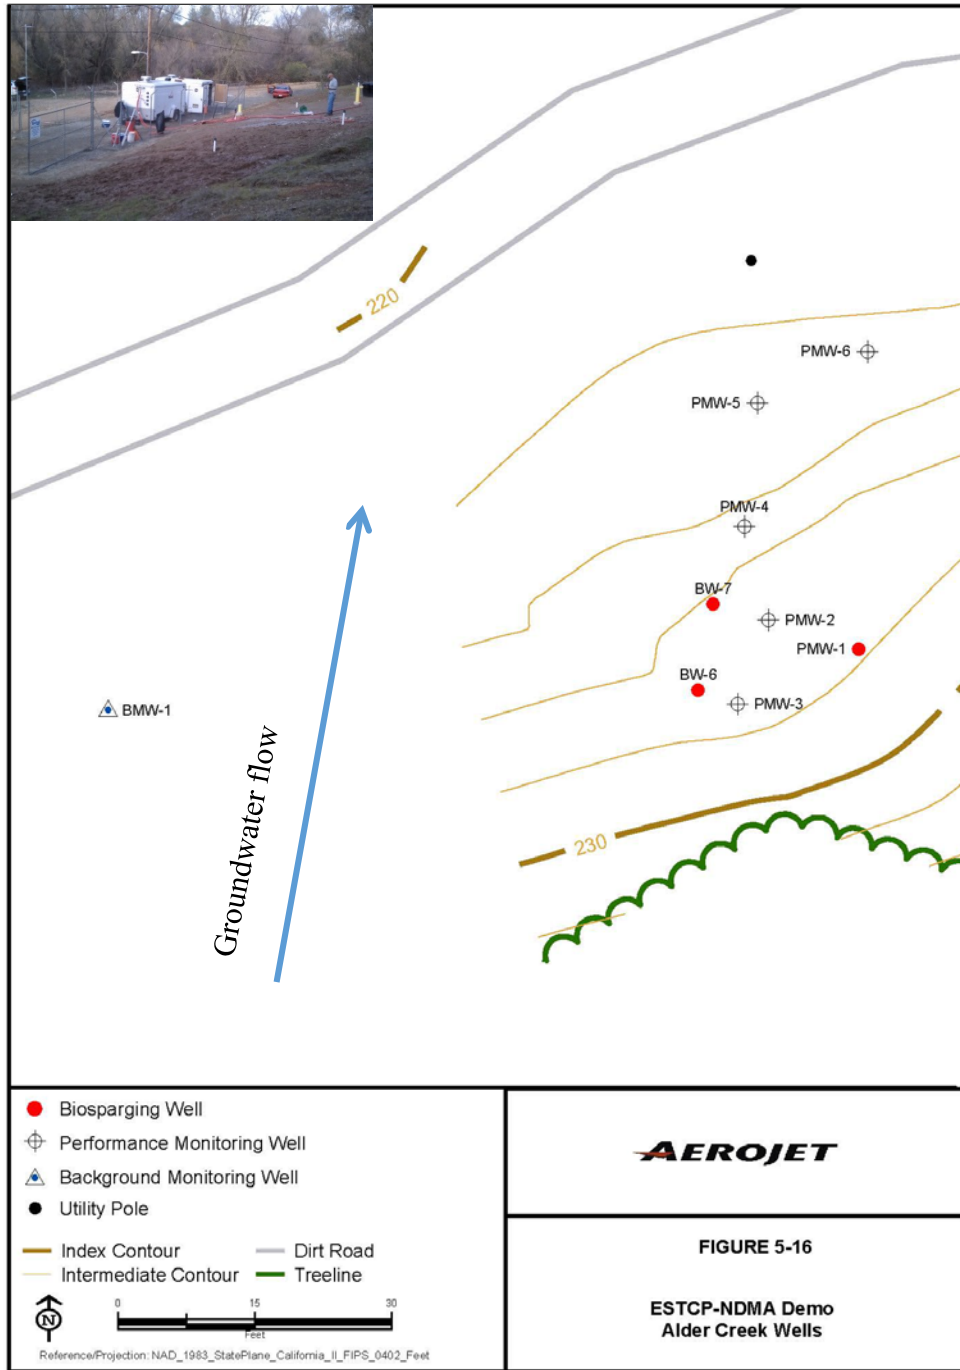 220
PMW-6
PMW-5
PMW-4
BW-7
PMW-2
PMW-1
BW-6
PMW-3
BMW-1
Groundwater flow
230
Biosparging Well
Performance Monitoring Well
Background Monitoring Well
Utility Pole
Index Contour
Dirt Road
Intermediate Contour
Treeline
N
0 15 30
Feet
Reference/Projection: NAD_1983_StatePlane_California_II_FIPS_0402_Feet
AEROJET
FIGURE 5-16
ESTCP-NDMA Demo
Alder Creek Wells